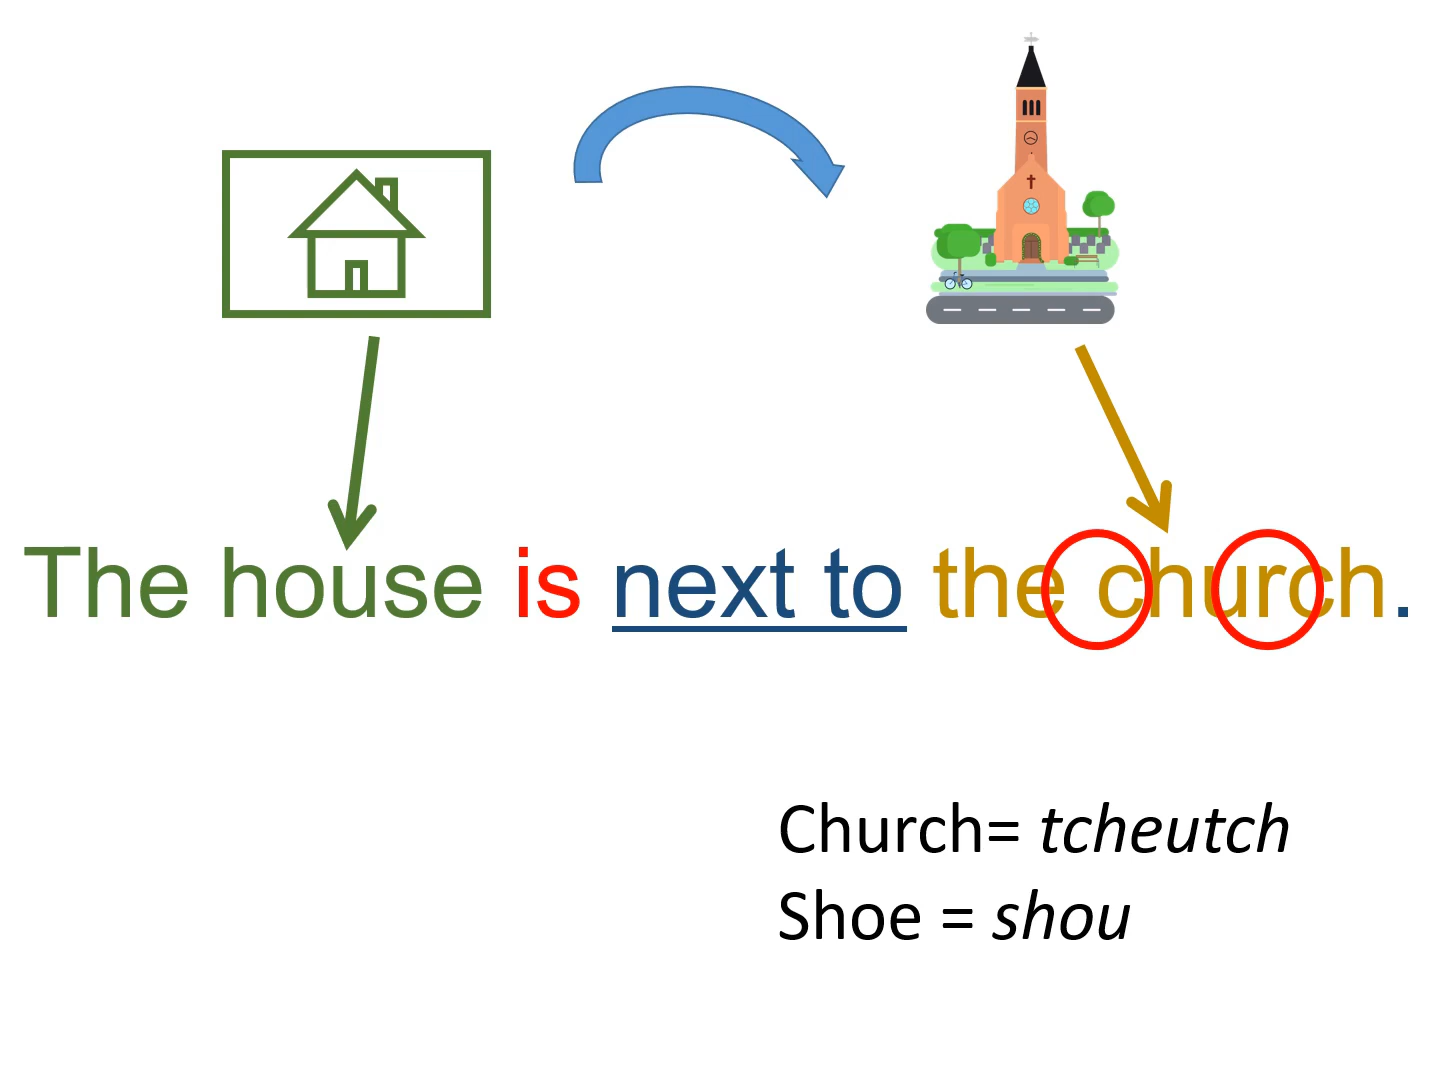 The house is next to the church.
Church= tcheutch
Shoe = shou